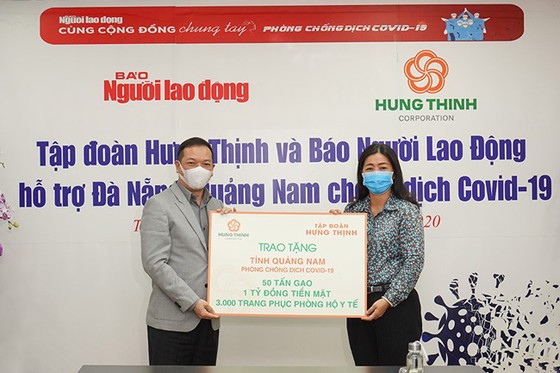 Người lao động
CÙNG CỘNG ĐỒNG chung tay PHÒNG CHỐNG DỊCH COVID-19
BÁO
Người lao động
HUNG THINH
CORPORATION
Tập đoàn Hưng Thịnh và Báo Người Lao Động
hỗ trợ Đà Nẵng Quảng Nam dịch Covid-19
20
HUNG THINH
TẬP ĐOÀN
HƯNG THỊNH
TRAO TẶNG
TỈNH QUẢNG NAM
PHÒNG CHỐNG DỊCH COVID-19
50 TẤN GẠO
1 TỶ ĐỒNG TIỀN MẶT
3.000 TRANG PHỤC PHÒNG HỘ Y TẾ